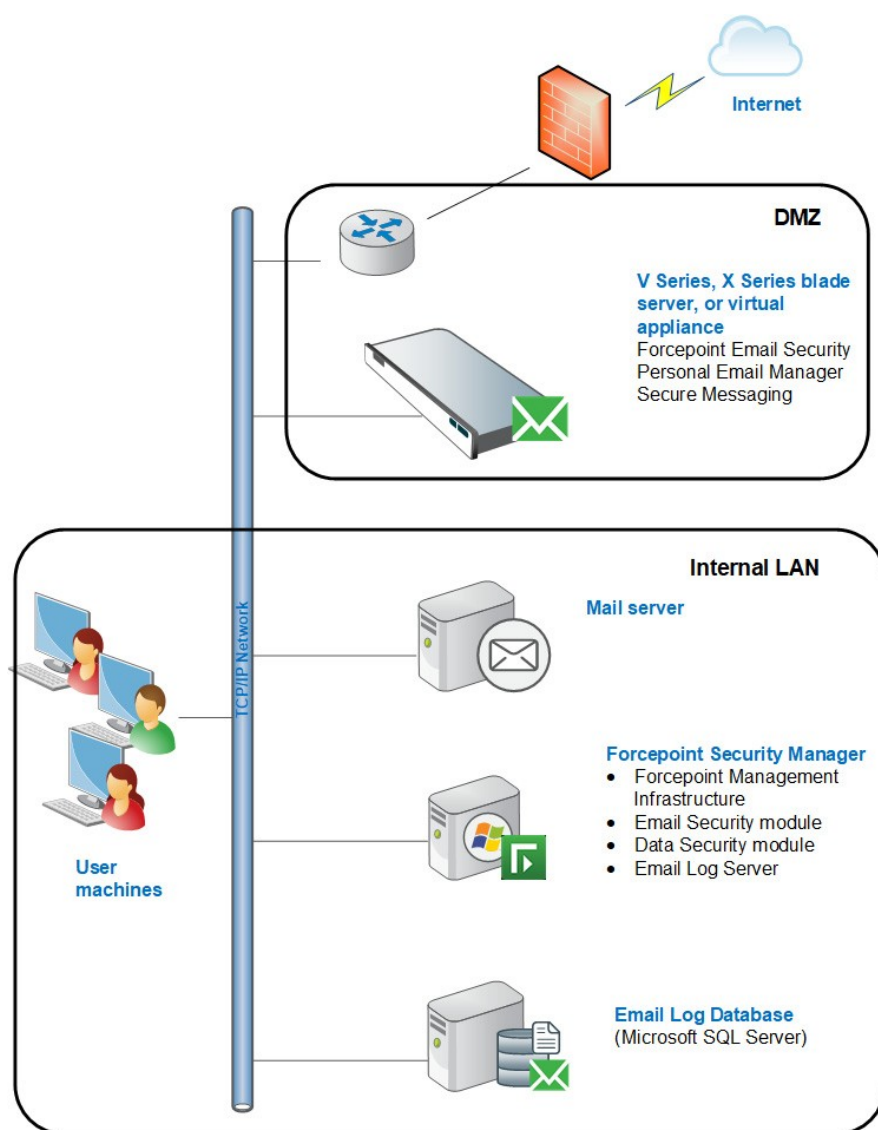 Internet
DMZ
V Series, X Series blade
server, or virtual
appliance
Forcepoint Email Security
Personal Email Manager
Secure Messaging
Internal LAN
Mail server
TCP/IP Network
Forcepoint Security Manager
• Forcepoint Management
Infrastructure
• Email Security module
• Data Security module
• Email Log Server
User
machines
Email Log Database
(Microsoft SQL Server)